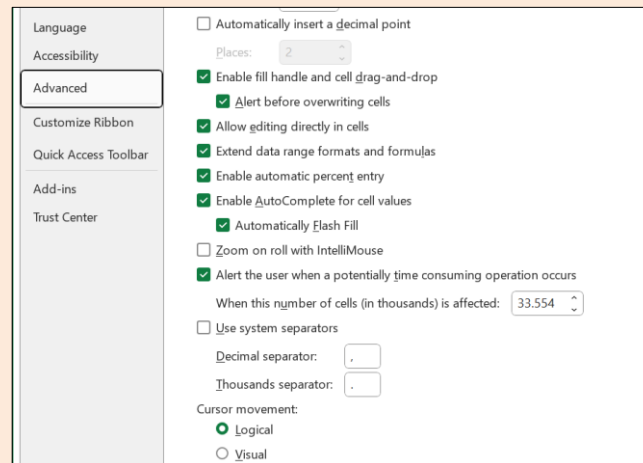 Language
Accessibility
Advanced
Customize Ribbon
Quick Access Toolbar
Add-ins
Trust Center
Automatically insert a decimal point
Places: 2
Enable fill handle and cell drag-and-drop
Alert before overwriting cells
Allow editing directly in cells
Extend data range formats and formulas
Enable automatic percent entry
Enable AutoComplete for cell values
Automatically Flash Fill
Zoom on roll with IntelliMouse
Alert the user when a potentially time consuming operation occurs
When this number of cells (in thousands) is affected: 33.554
Use system separators
Decimal separator: ,
Thousands separator: .
Cursor movement:
Logical
Visual